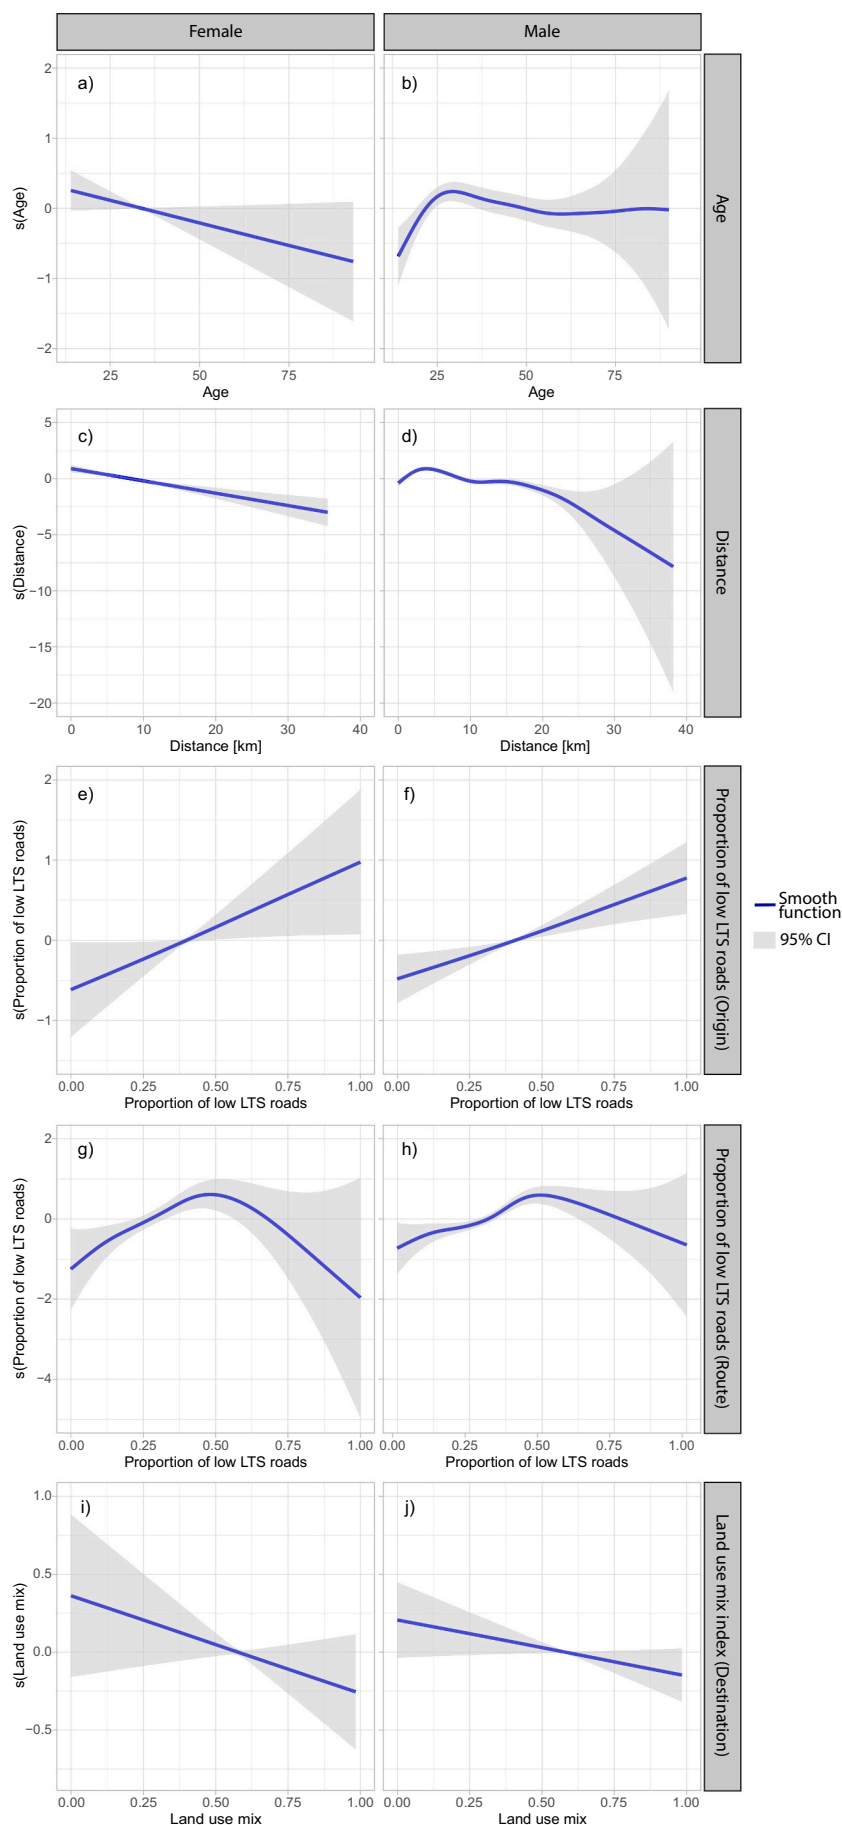 Female
Male
a)
b)
2
1
0
−1
−2
s(Age)
25
50
75
25
50
75
Age
Age
Age
c)
d)
5
0
−5
−10
−15
−20
s(Distance)
0
10
20
30
40
0
10
20
30
40
Distance [km]
Distance [km]
Distance
e)
f)
2
1
0
−1
s(Proportion of low LTS roads)
0.00
0.25
0.50
0.75
1.00
0.00
0.25
0.50
0.75
1.00
Proportion of low LTS roads
Proportion of low LTS roads
Proportion of low LTS roads (Origin)
Smooth
function
95% CI
g)
h)
2
0
−2
−4
s(Proportion of low LTS roads)
0.00
0.25
0.50
0.75
1.00
0.00
0.25
0.50
0.75
1.00
Proportion of low LTS roads
Proportion of low LTS roads
Proportion of low LTS roads (Route)
i)
j)
1.0
0.5
0.0
−0.5
s(Land use mix)
0.00
0.25
0.50
0.75
1.00
0.00
0.25
0.50
0.75
1.00
Land use mix
Land use mix
Land use mix index (Destination)